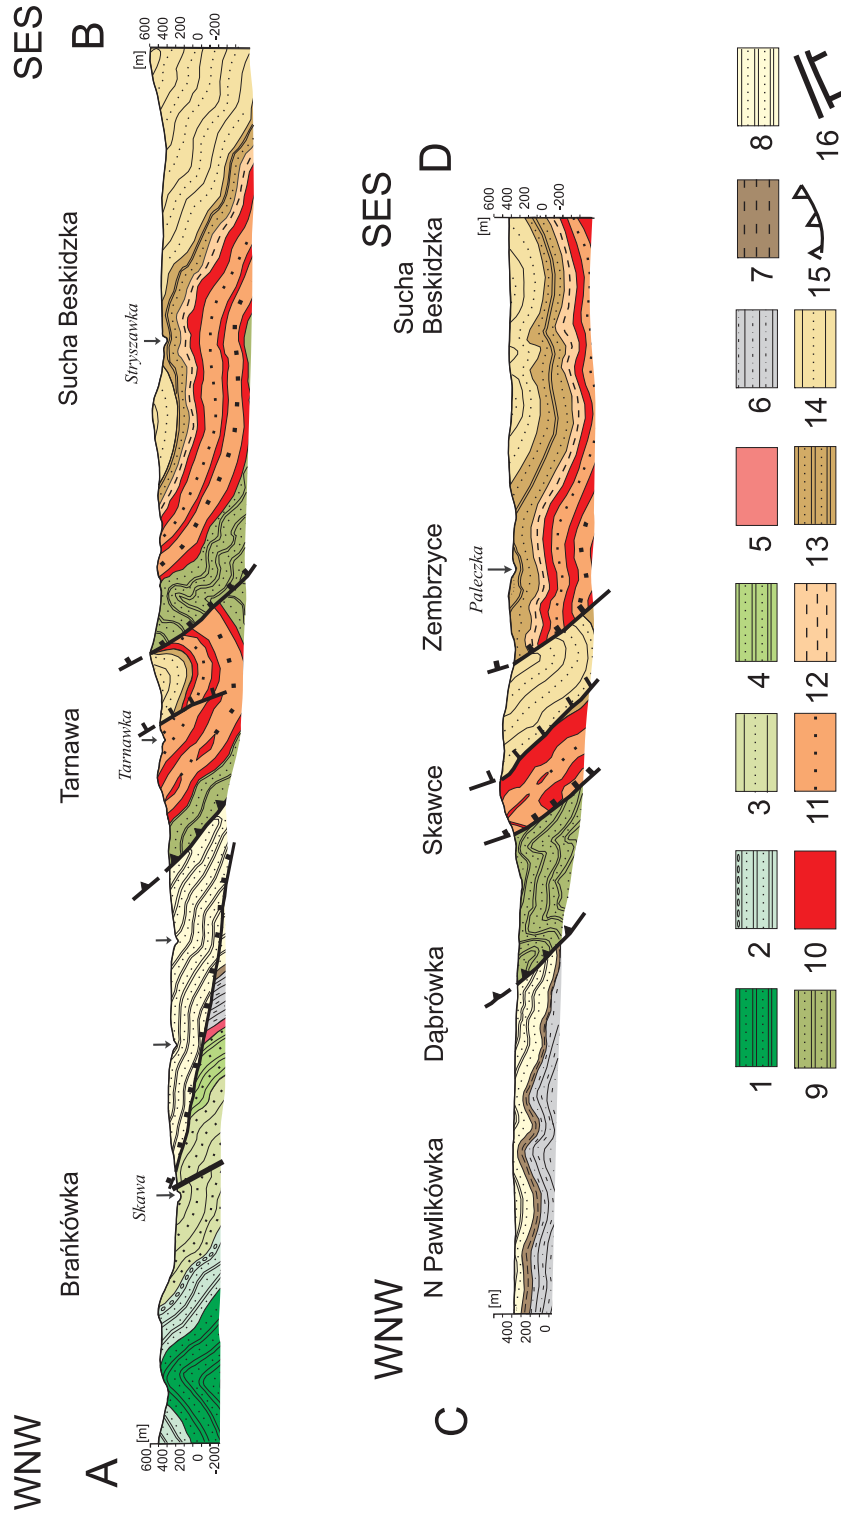 WNW
SES
A
B
Brańkówka
Tarnawa
Sucha Beskidzka
Skawa
Tarnawka
Stryszawka
600 [m]
400
200
0
-200
[m]
600
400
200
0
-200
WNW
SES
C
D
N Pawlikówka
Dąbrówka
Skawce
Zembrzyce
Sucha
Beskidzka
Paleczka
[m]
400
200
0
[m]
600
400
200
0
-200
1
2
3
4
5
6
7
8
9
10
11
12
13
14
15
16